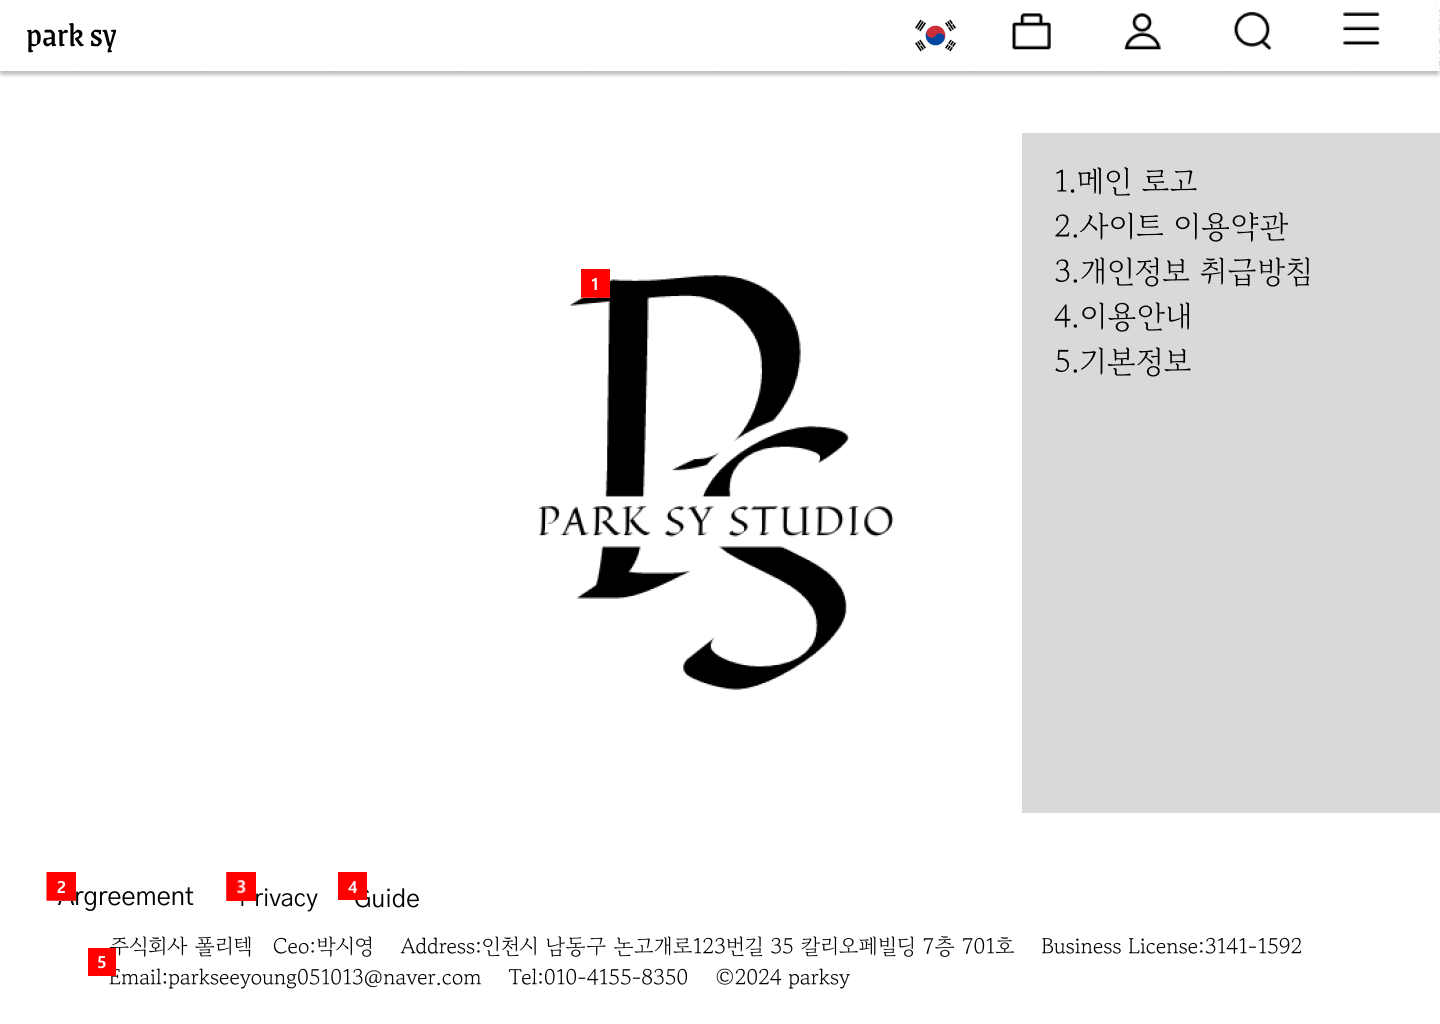 park sy
1.메인 로고
2.사이트 이용약관
3.개인정보 취급방침
4.이용안내
5.기본정보
1
PS
PARK SY STUDIO
2 Argreement 3 Privacy 4 Guide
5
주식회사 폴리텍 Ceo:박시영 Address:인천시 남동구 논고개로123번길 35 칼리오페빌딩 7층 701호 Business License:3141-1592
Email:parkseeyoung051013@naver.com Tel:010-4155-8350 ©2024 parksy